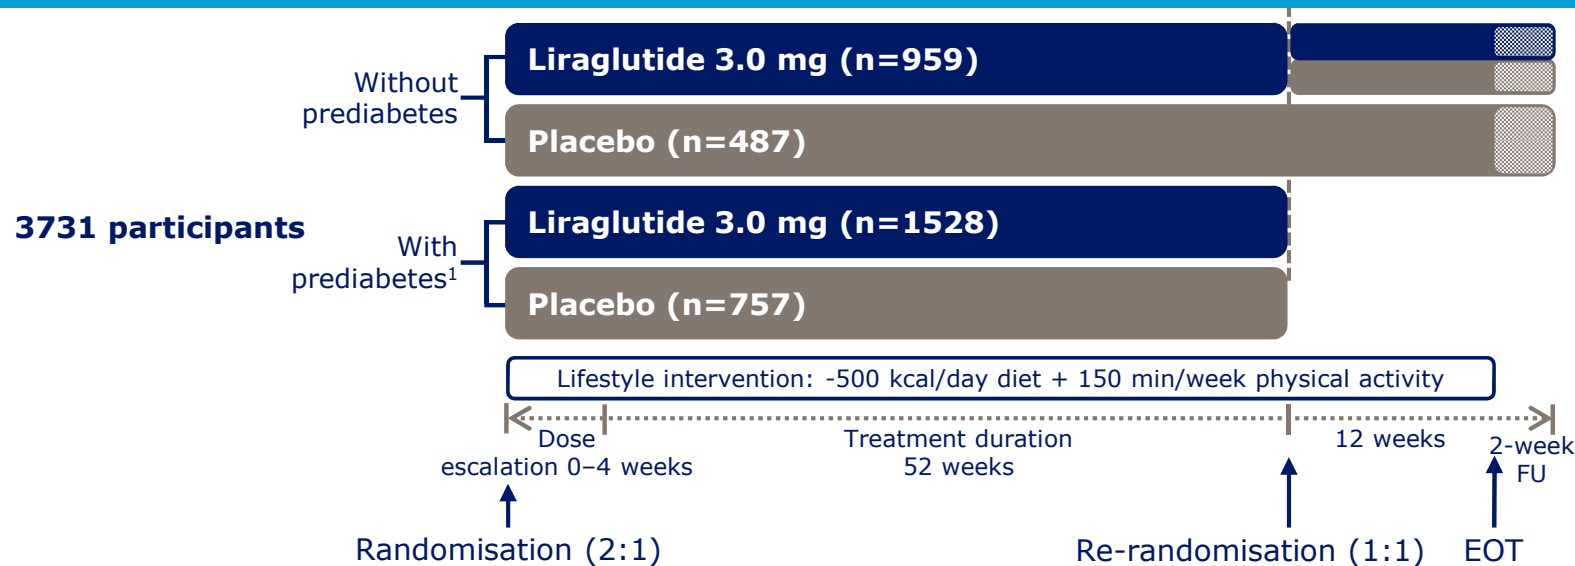 Without
prediabetes
Liraglutide 3.0 mg (n=959)
Placebo (n=487)
3731 participants
With
prediabetes¹
Liraglutide 3.0 mg (n=1528)
Placebo (n=757)
Lifestyle intervention: -500 kcal/day diet + 150 min/week physical activity
Dose
escalation 0–4 weeks
Treatment duration
52 weeks
12 weeks
2-week
FU
Randomisation (2:1)
Re-randomisation (1:1)
EOT